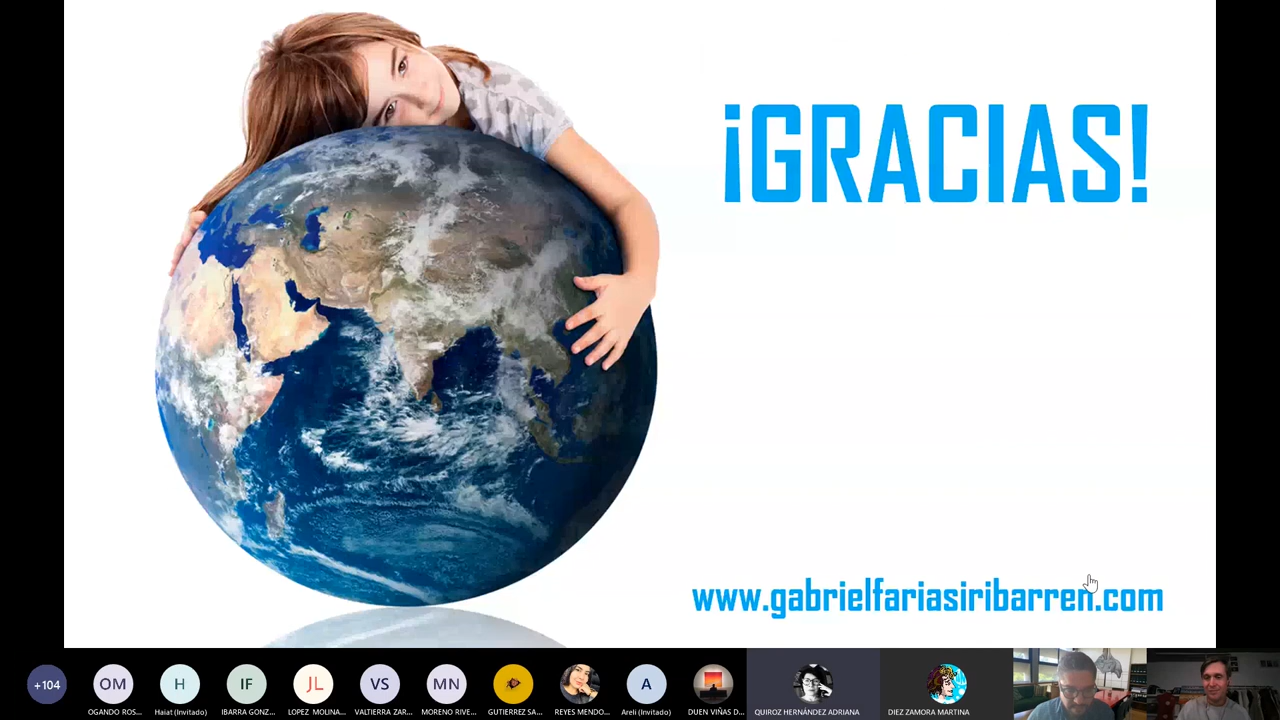 ¡GRACIAS!
www.gabrielfariasiribarren.com
+104
OM
H
IF
JL
VS
MN
A
OGANDO ROS...
Haiat (Invitado)
IBARRA GONZ...
LOPEZ MOLINA...
VALTIERRA ZAR...
MORENO RIVE...
GUTIERREZ SA...
REYES MENDO...
Areli (Invitado)
DUEN VIÑAS D...
QUIROZ HERNÁNDEZ ADRIANA
DIEZ ZAMORA MARTINA